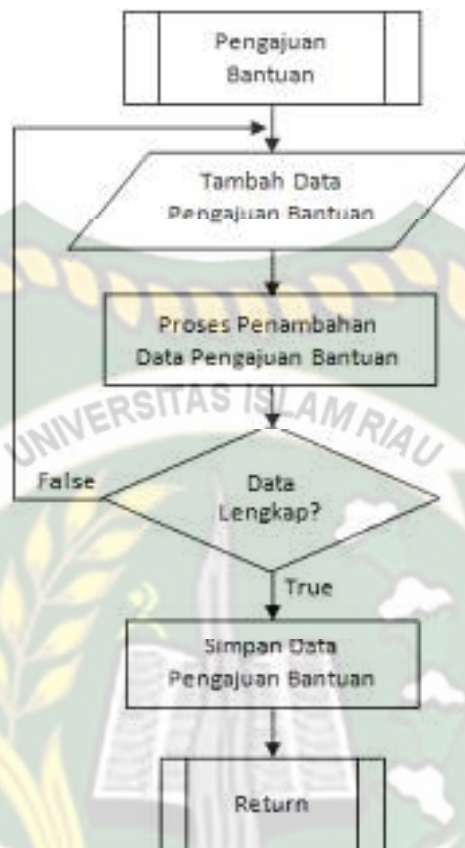 Pengajuan
Bantuan
Tambah Data
Pengajuan Bantuan
Proses Penambahan
Data Pengajuan Bantuan
UNIVERSITAS ISLAM RIAU
False
Data
Lengkap?
True
Simpan Data
Pengajuan Bantuan
Return